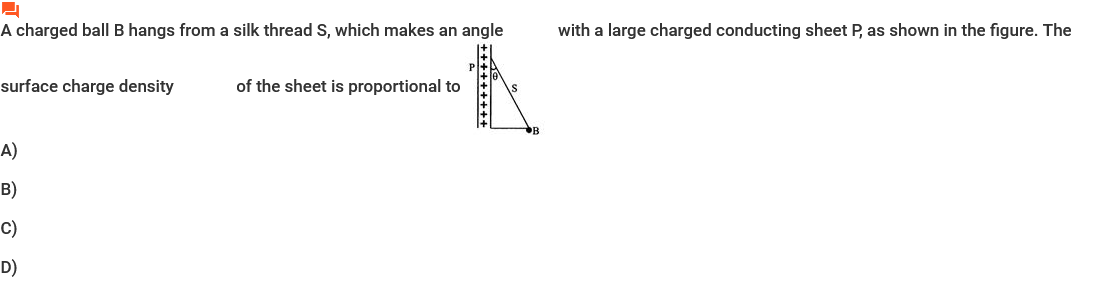 A charged ball B hangs from a silk thread S, which makes an angle with a large charged conducting sheet P, as shown in the figure. The
surface charge density of the sheet is proportional to
P
θ
S
B
A)
B)
C)
D)